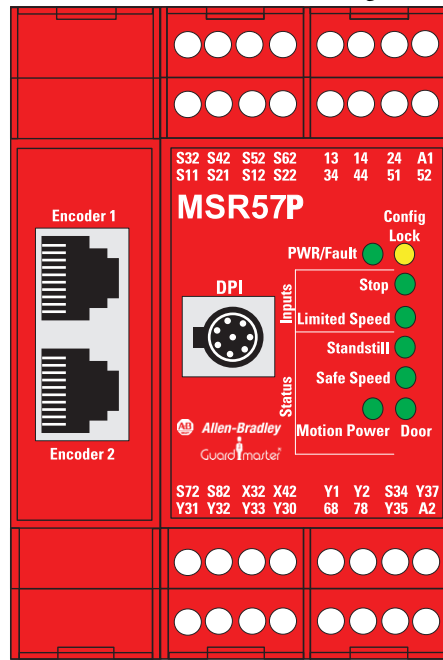 S32 S42 S52 S62 13 14 24 A1
S11 S21 S12 S22 34 44 51 52
MSR57P
Config
Lock
PWR/Fault
Encoder 1
DPI
Inputs
Stop
Limited Speed
Status
Standstill
Safe Speed
Motion Power Door
AB Allen-Bradley
Guardmaster
Encoder 2
S72 S82 X32 X42 Y1 Y2 S34 Y37
Y31 Y32 Y33 Y30 68 78 Y35 A2